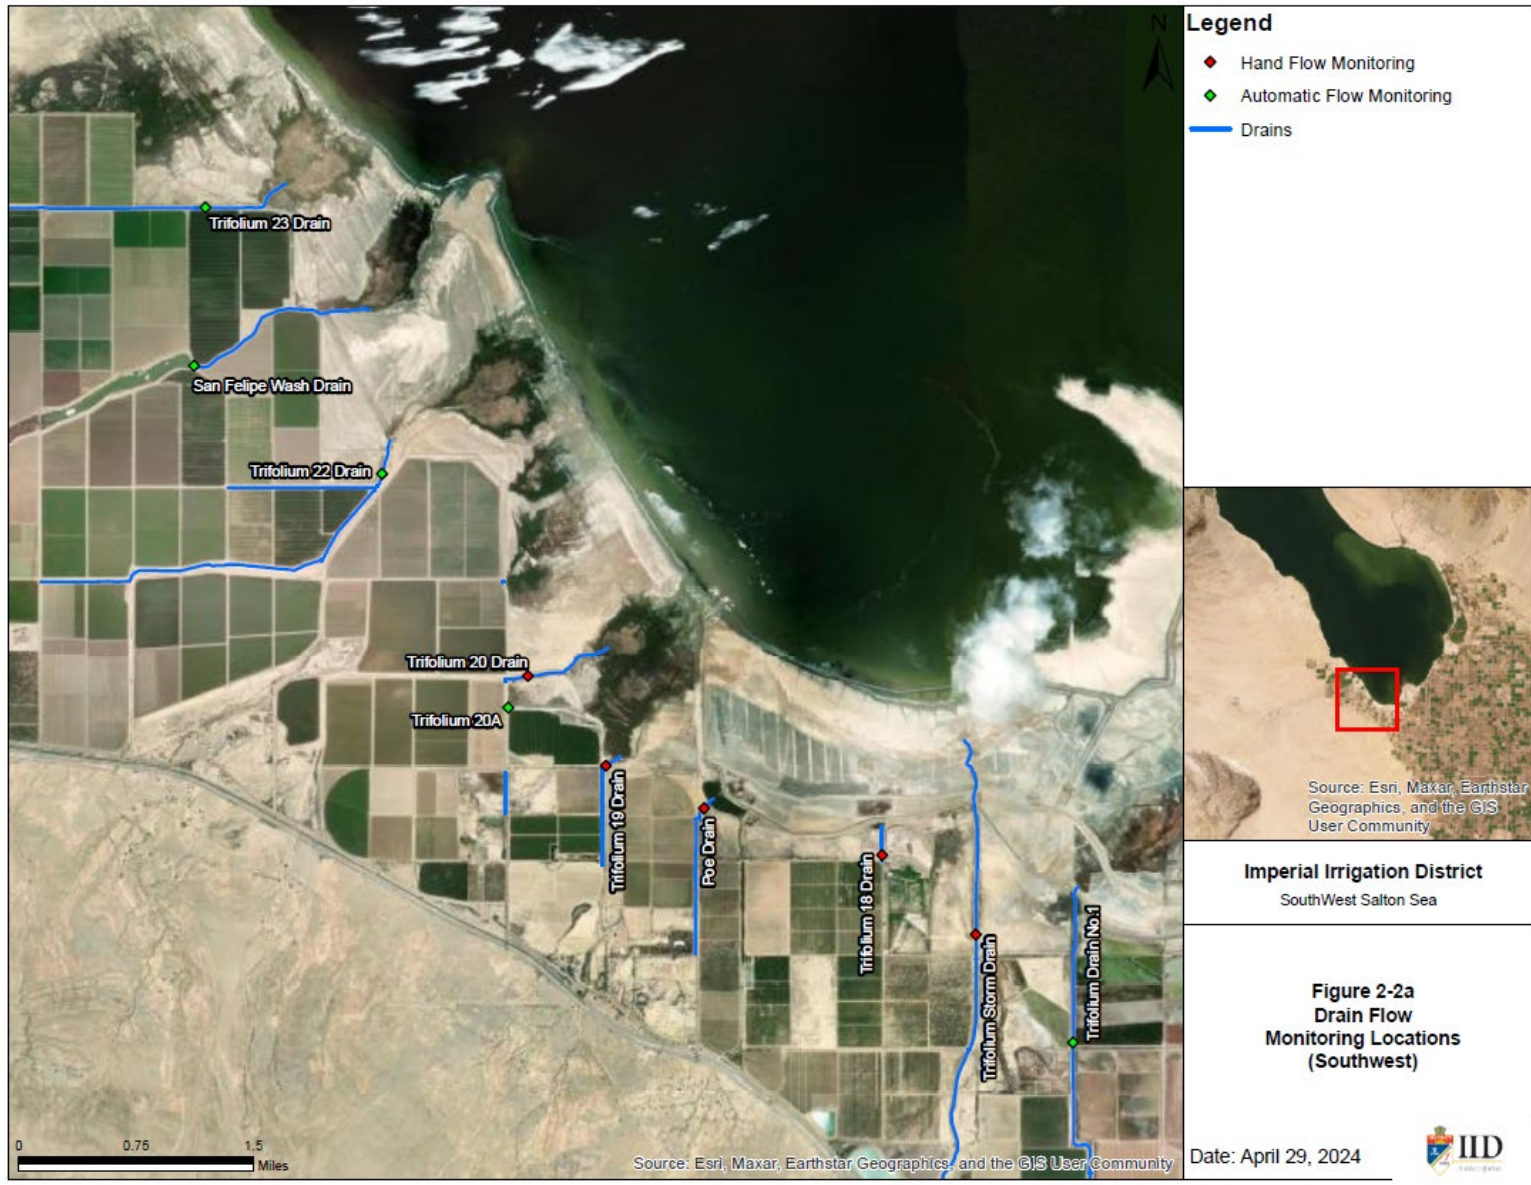 N
Trifolium 23 Drain
San Felipe Wash Drain
Trifolium 22 Drain
Trifolium 20 Drain
Trifolium 20A
Trifolium 19 Drain
Poe Drain
Trifolium 18 Drain
Trifolium Storm Drain
Trifolium Drain No.1
0 0.75 1.5
Miles
Source: Esri, Maxar, Earthstar Geographics, and the GIS User Community
Legend
Hand Flow Monitoring
Automatic Flow Monitoring
Drains
Source: Esri, Maxar, Earthstar
Geographics, and the GIS
User Community
Imperial Irrigation District
SouthWest Salton Sea
Figure 2-2a
Drain Flow
Monitoring Locations
(Southwest)
Date: April 29, 2024
IID